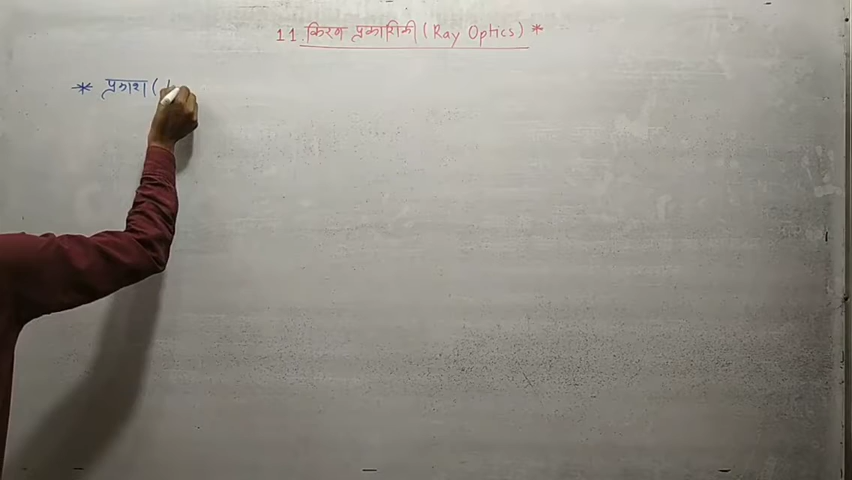 11. किरण प्रकाशिकी (Ray Optics) *
* प्रकाश (